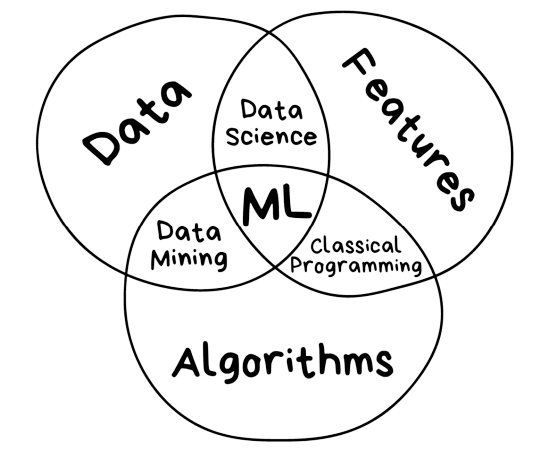 Data
Features
Data
Science
ML
Data
Mining
Classical
Programming
Algorithms